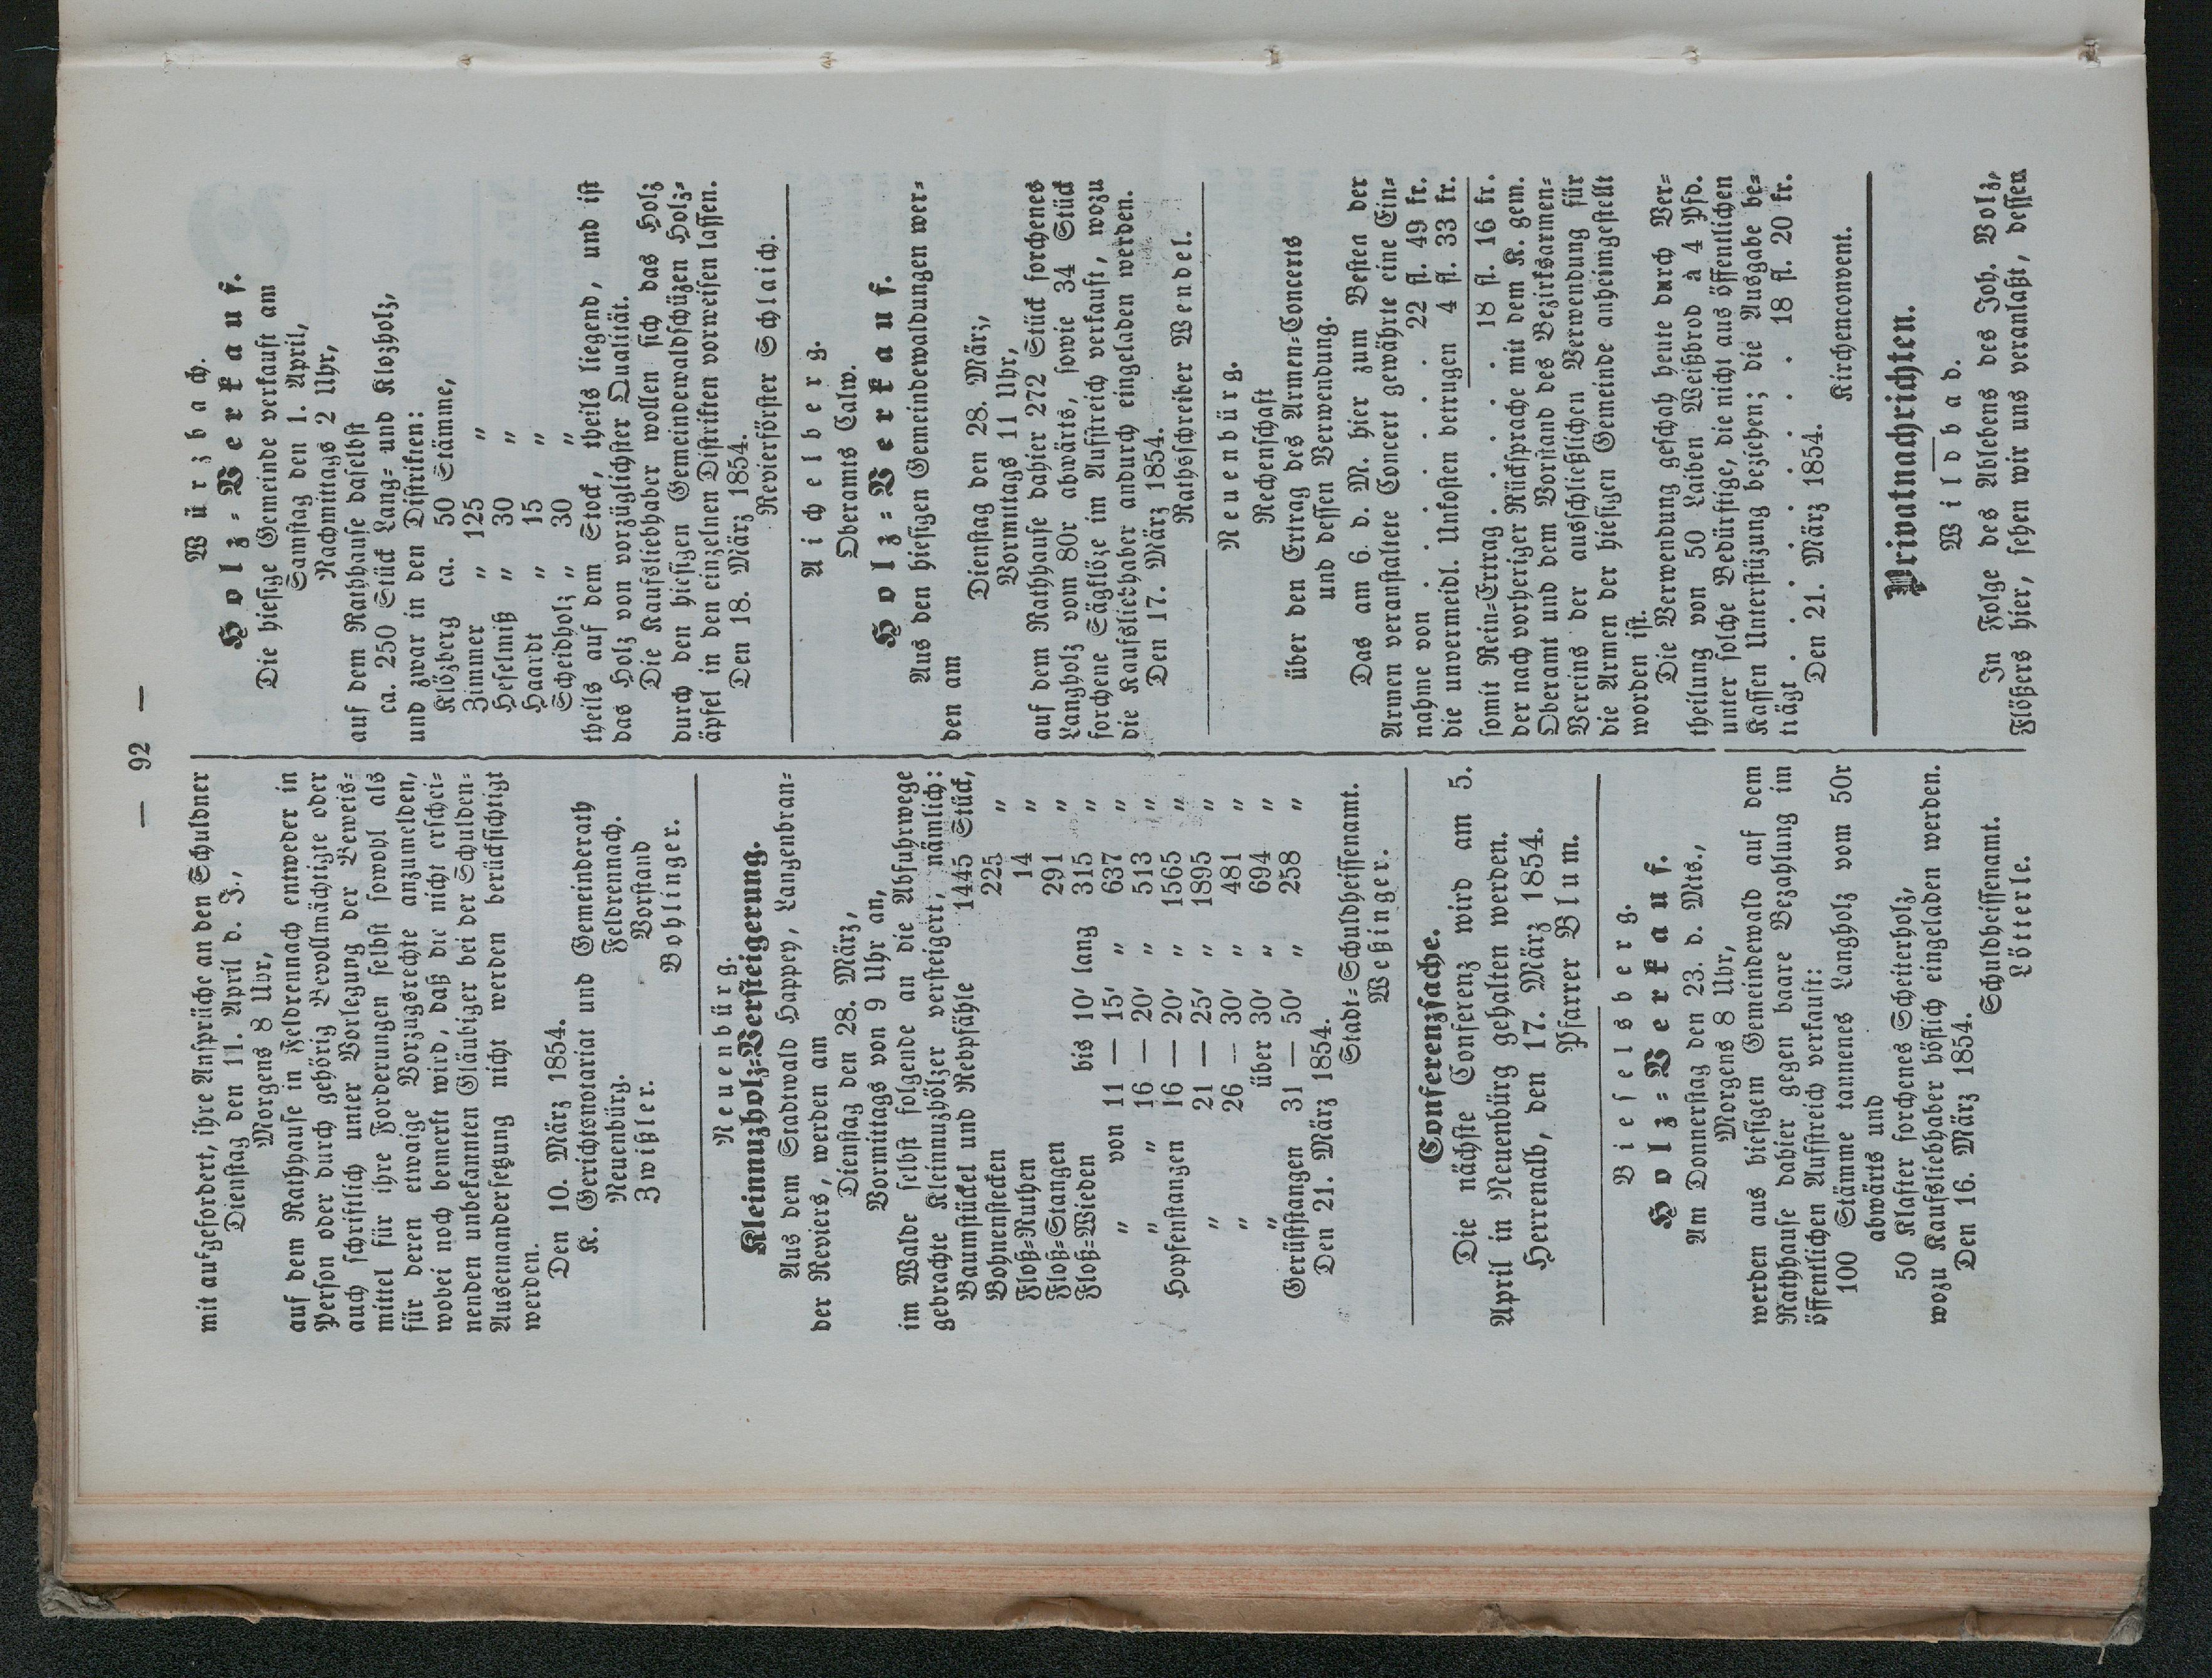 — 92 —
mit aufgefordert, ihre Ansprüche an den Schuldner
Dienstag den 11. April d. J.,
Morgens 8 Uhr,
auf dem Rathhause in Feldrennach entweder in
Person oder durch gehörig Bevollmächtigte oder
auch schriftlich unter Vorlegung der Beweis-
mittel für ihre Forderungen selbst sowohl als
für deren etwaige Vorzugsrechte anzumelden,
wobei noch bemerkt wird, daß die nicht erschei-
nenden unbekannten Gläubiger bei der Schulden-
Auseinandersetzung nicht werden berücksichtigt
werden.
Den 10. März 1854.
K. Gerichtsnotariat und Gemeinderath
Neuenbürg. Feldrennach.
Zwißler. Vorstand
Bohlinger.
Neuenbürg.
Kleinnuzholz-Versteigerung.
Aus dem Stadtwald Happey, Langenbran-
der Reviers, werden am
Dienstag den 28. März,
Vormittags von 9 Uhr an,
im Walde selbst folgende an die Abfuhrwege
gebrachte Kleinnuzhölzer versteigert, nämlich:
Baumstückel und Rebpfähle 1445 Stück,
Bohnenstecken 225 "
Floß-Ruthen 14 "
Floß-Stangen 291 "
Floß-Wieden bis 10' lang 315 "
" von 11 — 15' " 637 "
" " 16 — 20' " 513 "
Hopfenstangen 16 — 20' " 1565 "
" 21 — 25' " 1895 "
" 26 — 30' " 481 "
" über 30' " 694 "
Gerüststangen 31 — 50' " 258 "
Den 21. März 1854.
Stadt-Schuldheissenamt.
Weßinger.
Conferenzsache.
Die nächste Conferenz wird am 5.
April in Neuenbürg gehalten werden.
Herrenalb, den 17. März 1854.
Pfarrer Blum.
Bieselsberg.
Holz-Verkauf.
Am Donnerstag den 23. d. Mts.,
Morgens 8 Uhr,
werden aus hiesigem Gemeindewald auf dem
Rathhause dahier gegen baare Bezahlung im
öffentlichen Aufstreich verkauft:
100 Stämme tannenes Langholz vom 50r
abwärts und
50 Klafter forchenes Scheiterholz,
wozu Kaufsliebhaber höflich eingeladen werden.
Den 16. März 1854.
Schuldheissenamt.
Lötterle.
Würzbach.
Holz-Verkauf.
Die hiesige Gemeinde verkauft am
Samstag den 1. April,
Nachmittags 2 Uhr,
auf dem Rathhause daselbst
ca. 250 Stück Lang- und Klozholz,
und zwar in den Distrikten:
Klözberg ca. 50 Stämme,
Zimmer " 125 "
Heselmiß " 30 "
Haardt " 15 "
Scheidholz " 30 "
theils auf dem Stock, theils liegend, und ist
das Holz von vorzüglichster Qualität.
Die Kaufsliebhaber wollen sich das Holz
durch den hiesigen Gemeindewaldschüzen Holz-
äpfel in den einzelnen Distrikten vorweisen lassen.
Den 18. März 1854.
Revierförster Schlaich.
Aichelberg.
Oberamts Calw.
Holz-Verkauf.
Aus den hiesigen Gemeindewaldungen wer-
den am
Dienstag den 28. März,
Vormittags 11 Uhr,
auf dem Rathhause dahier 272 Stück forchenes
Langholz vom 80r abwärts, sowie 34 Stück
forchene Sägklöze im Aufstreich verkauft, wozu
die Kaufsliebhaber andurch eingeladen werden.
Den 17. März 1854.
Rathsschreiber Wendel.
Neuenbürg.
Rechenschaft
über den Ertrag des Armen-Concerts
und dessen Verwendung.
Das am 6. d. M. hier zum Besten der
Armen veranstaltete Concert gewährte eine Ein-
nahme von . . . . . . . 22 fl. 49 kr.
die unvermeidl. Unkosten betrugen 4 fl. 33 kr.
somit Rein-Ertrag . . . . . 18 fl. 16 kr.
der nach vorheriger Rücksprache mit dem K. gem.
Oberamt und dem Vorstand des Bezirksarmen-
Vereins der ausschließlichen Verwendung für
die Armen der hiesigen Gemeinde anheimgestellt
worden ist.
Die Verwendung geschah heute durch Ver-
theilung von 50 Laiben Weißbrod à 4 Pfd.
unter solche Bedürftige, die nicht aus öffentlichen
Kassen Unterstüzung beziehen; die Ausgabe be-
trägt . . . . . . . . 18 fl. 20 kr.
Den 21. März 1854.
Kirchenconvent.
Privatnachrichten.
Wildbad.
In Folge des Ablebens des Joh. Volz,
Flößers hier, sehen wir uns veranlaßt, dessen